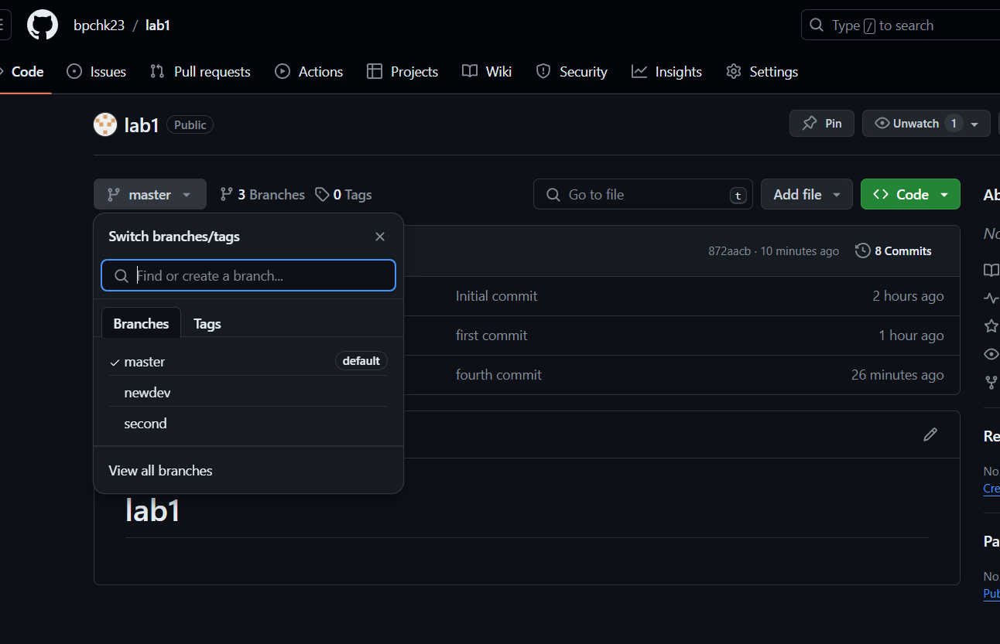 bpchk23 / lab1
Type / to search
Code Issues Pull requests Actions Projects Wiki Security Insights Settings
lab1 Public
Pin Unwatch 1
master 3 Branches 0 Tags
Go to file t
Add file
Code
Switch branches/tags
Find or create a branch...
Branches Tags
master default
newdev
second
View all branches
872aacb · 10 minutes ago 8 Commits
Initial commit 2 hours ago
first commit 1 hour ago
fourth commit 26 minutes ago
lab1
Ab
No
Re
No
Cre
Pa
No
Pub